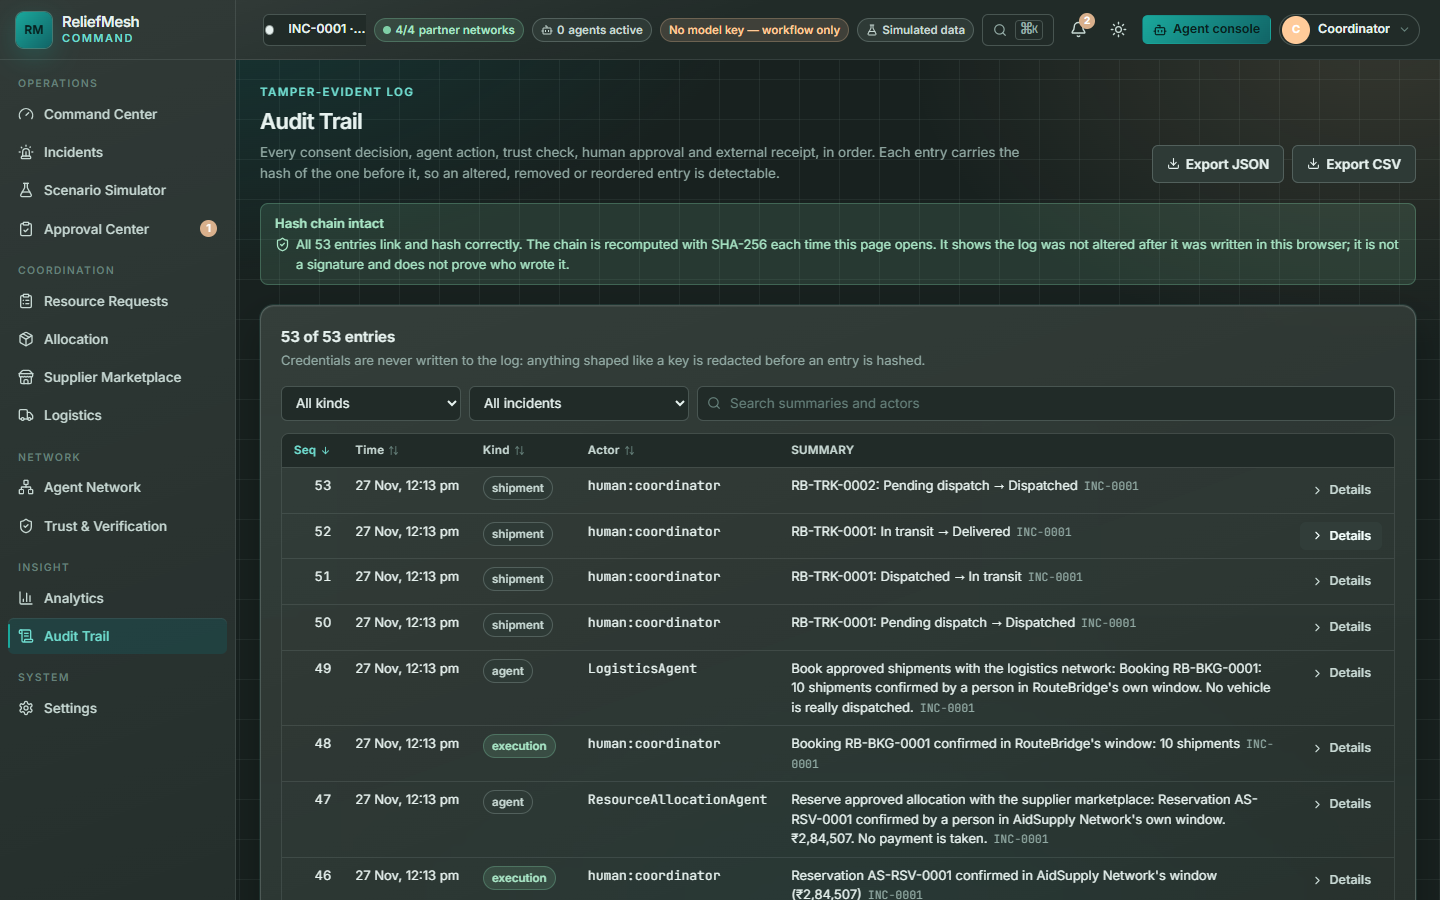 RM
ReliefMesh
COMMAND
INC-0001 ·...
4/4 partner networks
0 agents active
No model key — workflow only
Simulated data
⌘K
2
Agent console
C
Coordinator
OPERATIONS
Command Center
Incidents
Scenario Simulator
Approval Center
1
COORDINATION
Resource Requests
Allocation
Supplier Marketplace
Logistics
NETWORK
Agent Network
Trust & Verification
INSIGHT
Analytics
Audit Trail
SYSTEM
Settings
TAMPER-EVIDENT LOG
Audit Trail
Every consent decision, agent action, trust check, human approval and external receipt, in order. Each entry carries the
hash of the one before it, so an altered, removed or reordered entry is detectable.
Export JSON
Export CSV
Hash chain intact
All 53 entries link and hash correctly. The chain is recomputed with SHA-256 each time this page opens. It shows the log was not altered after it was written in this browser; it is not
a signature and does not prove who wrote it.
53 of 53 entries
Credentials are never written to the log: anything shaped like a key is redacted before an entry is hashed.
All kinds
All incidents
Search summaries and actors
Seq ↓ Time ↑↓ Kind ↑↓ Actor ↑↓ SUMMARY
53 27 Nov, 12:13 pm shipment human:coordinator RB-TRK-0002: Pending dispatch → Dispatched INC-0001 Details
52 27 Nov, 12:13 pm shipment human:coordinator RB-TRK-0001: In transit → Delivered INC-0001 Details
51 27 Nov, 12:13 pm shipment human:coordinator RB-TRK-0001: Dispatched → In transit INC-0001 Details
50 27 Nov, 12:13 pm shipment human:coordinator RB-TRK-0001: Pending dispatch → Dispatched INC-0001 Details
49 27 Nov, 12:13 pm agent LogisticsAgent Book approved shipments with the logistics network: Booking RB-BKG-0001: Details
10 shipments confirmed by a person in RouteBridge's own window. No vehicle
is really dispatched. INC-0001
48 27 Nov, 12:13 pm execution human:coordinator Booking RB-BKG-0001 confirmed in RouteBridge's window: 10 shipments INC- Details
0001
47 27 Nov, 12:13 pm agent ResourceAllocationAgent Reserve approved allocation with the supplier marketplace: Reservation AS- Details
RSV-0001 confirmed by a person in AidSupply Network's own window.
₹2,84,507. No payment is taken. INC-0001
46 27 Nov, 12:13 pm execution human:coordinator Reservation AS-RSV-0001 confirmed in AidSupply Network's window Details
(₹2,84,507) INC-0001